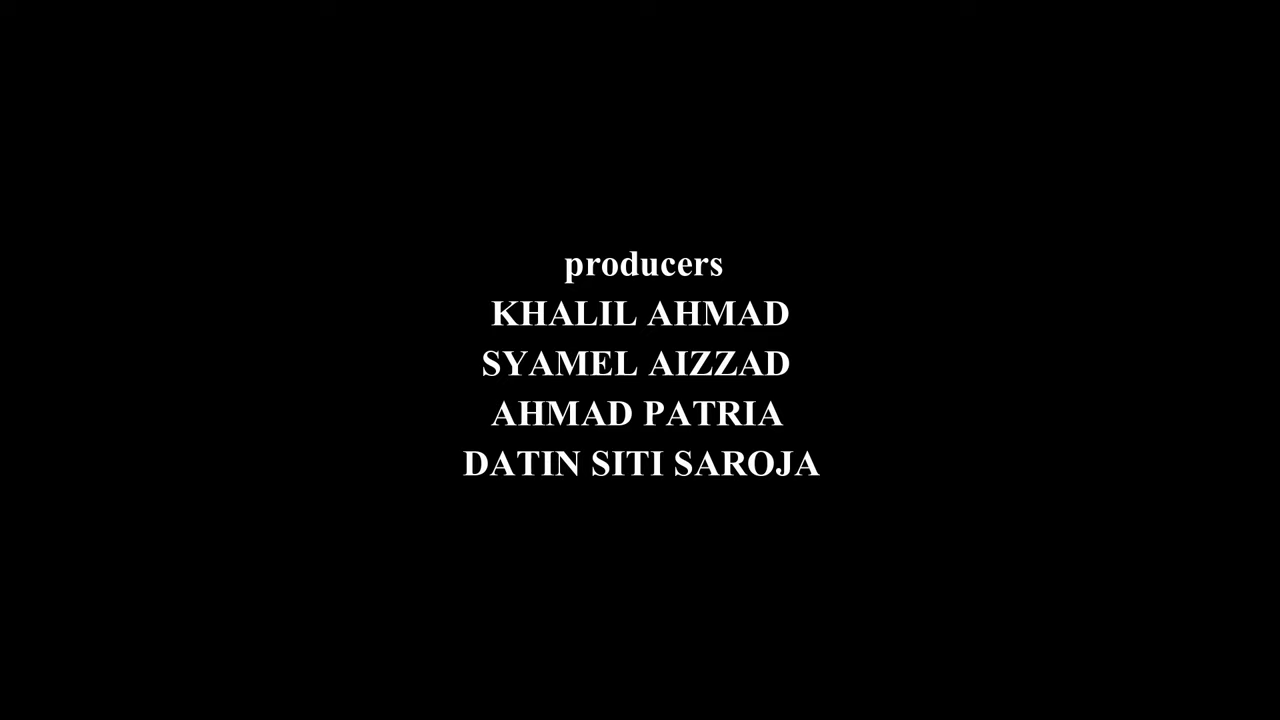 producers
KHALIL AHMAD
SYAMEL AIZZAD
AHMAD PATRIA
DATIN SITI SAROJA